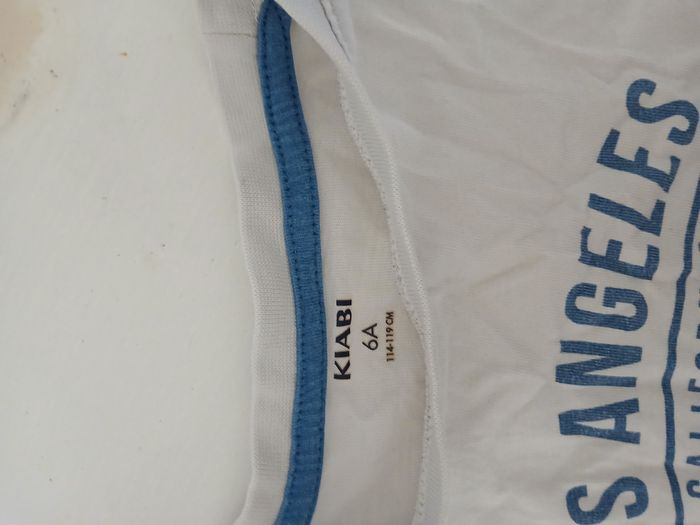 KIABI
6A
114-119 CM
S ANGELES